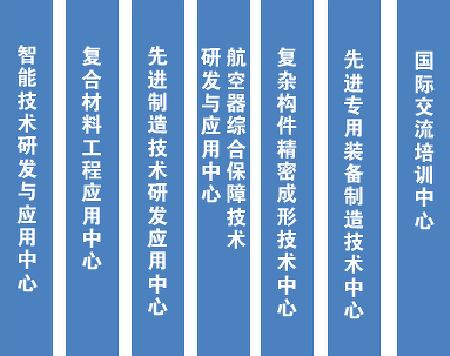 智能技术研发与应用中心
复合材料工程应用中心
先进制造技术研发应用中心
航空器综合保障技术
研发与应用中心
复杂构件精密成形技术中心
先进专用装备制造技术中心
国际交流培训中心